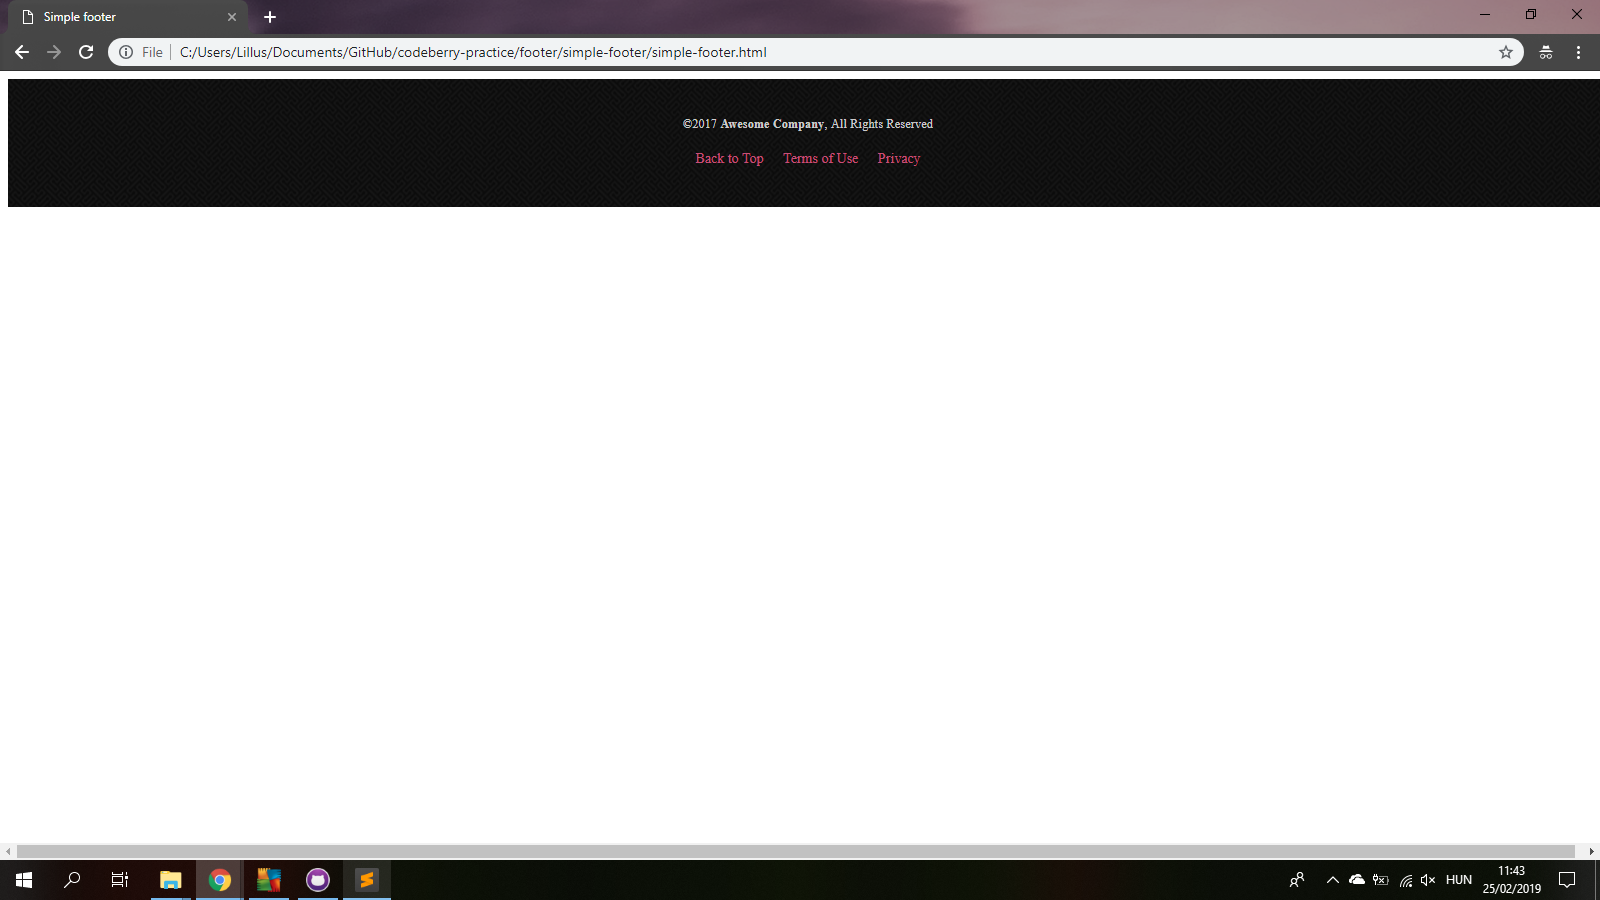 Simple footer
File C:/Users/Lillus/Documents/GitHub/codeberry-practice/footer/simple-footer/simple-footer.html
©2017 Awesome Company, All Rights Reserved
Back to Top Terms of Use Privacy
HUN
11:43
25/02/2019